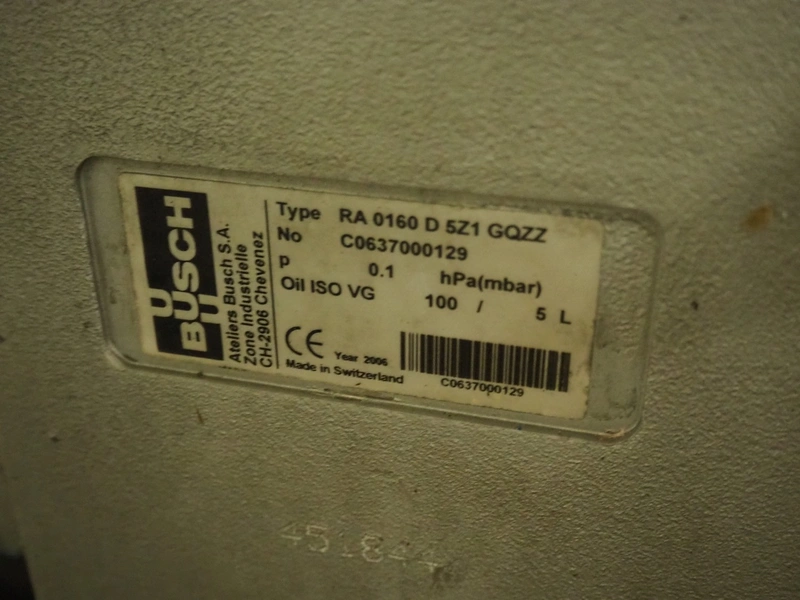 BUSCH
Ateliers Busch S.A.
Zone Industrielle
CH-2906 Chevenez
Type RA 0160 D 5Z1 GQZZ
No C0637000129
p 0.1 hPa(mbar)
Oil ISO VG 100 / 5 L
CE Year 2006
Made in Switzerland
C0637000129
451844